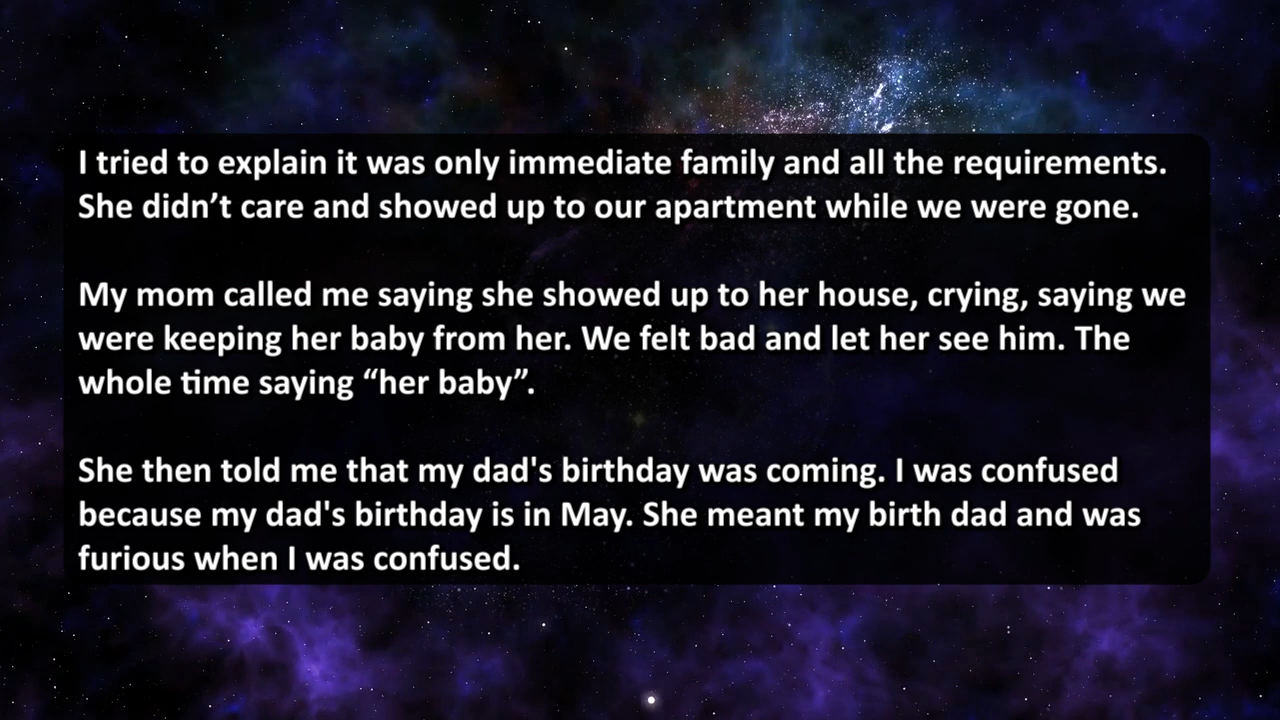 I tried to explain it was only immediate family and all the requirements.
She didn’t care and showed up to our apartment while we were gone.
My mom called me saying she showed up to her house, crying, saying we
were keeping her baby from her. We felt bad and let her see him. The
whole time saying “her baby”.
She then told me that my dad's birthday was coming. I was confused
because my dad's birthday is in May. She meant my birth dad and was
furious when I was confused.